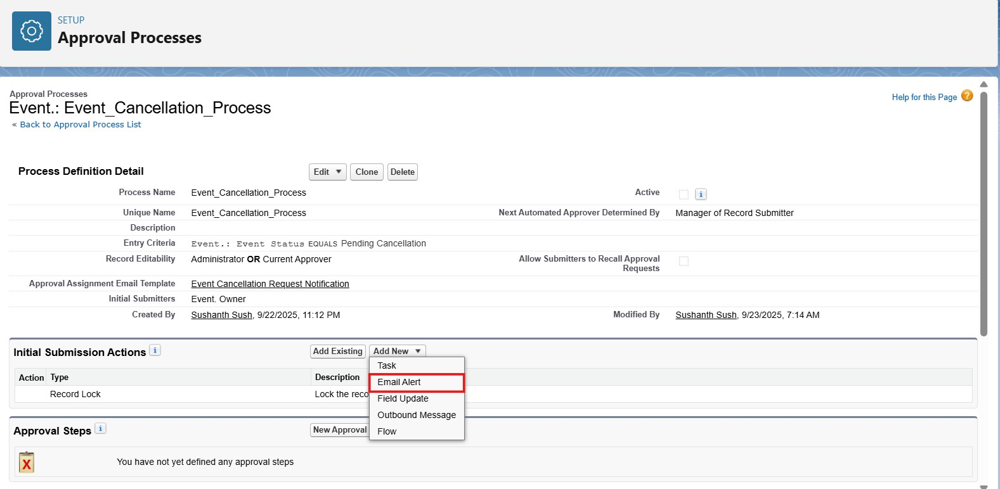 SETUP
Approval Processes
Approval Processes
Event.: Event_Cancellation_Process
Help for this Page ?
« Back to Approval Process List
Process Definition Detail
Edit Clone Delete
Process Name Event_Cancellation_Process Active i
Unique Name Event_Cancellation_Process Next Automated Approver Determined By Manager of Record Submitter
Description
Entry Criteria Event.: Event Status EQUALS Pending Cancellation
Record Editability Administrator OR Current Approver Allow Submitters to Recall Approval
Requests
Approval Assignment Email Template Event Cancellation Request Notification
Initial Submitters Event. Owner
Created By Sushanth Sush, 9/22/2025, 11:12 PM Modified By Sushanth Sush, 9/23/2025, 7:14 AM
Initial Submission Actions i Add Existing Add New
Task
Email Alert
Field Update
Outbound Message
Flow
Action Type Description
Record Lock Lock the reco
Approval Steps i New Approval
X You have not yet defined any approval steps